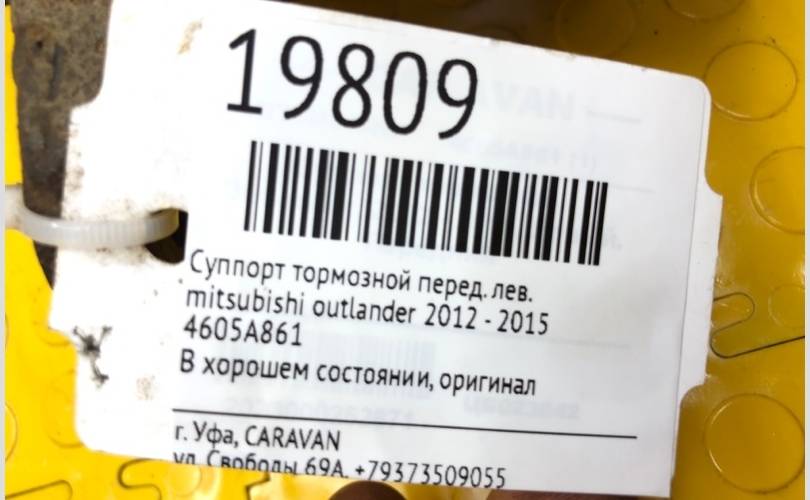 19809
Суппорт тормозной перед. лев.
mitsubishi outlander 2012 - 2015
4605A861
В хорошем состоянии, оригинал
г. Уфа, CARAVAN
ул. Свободы 69А, +79373509055